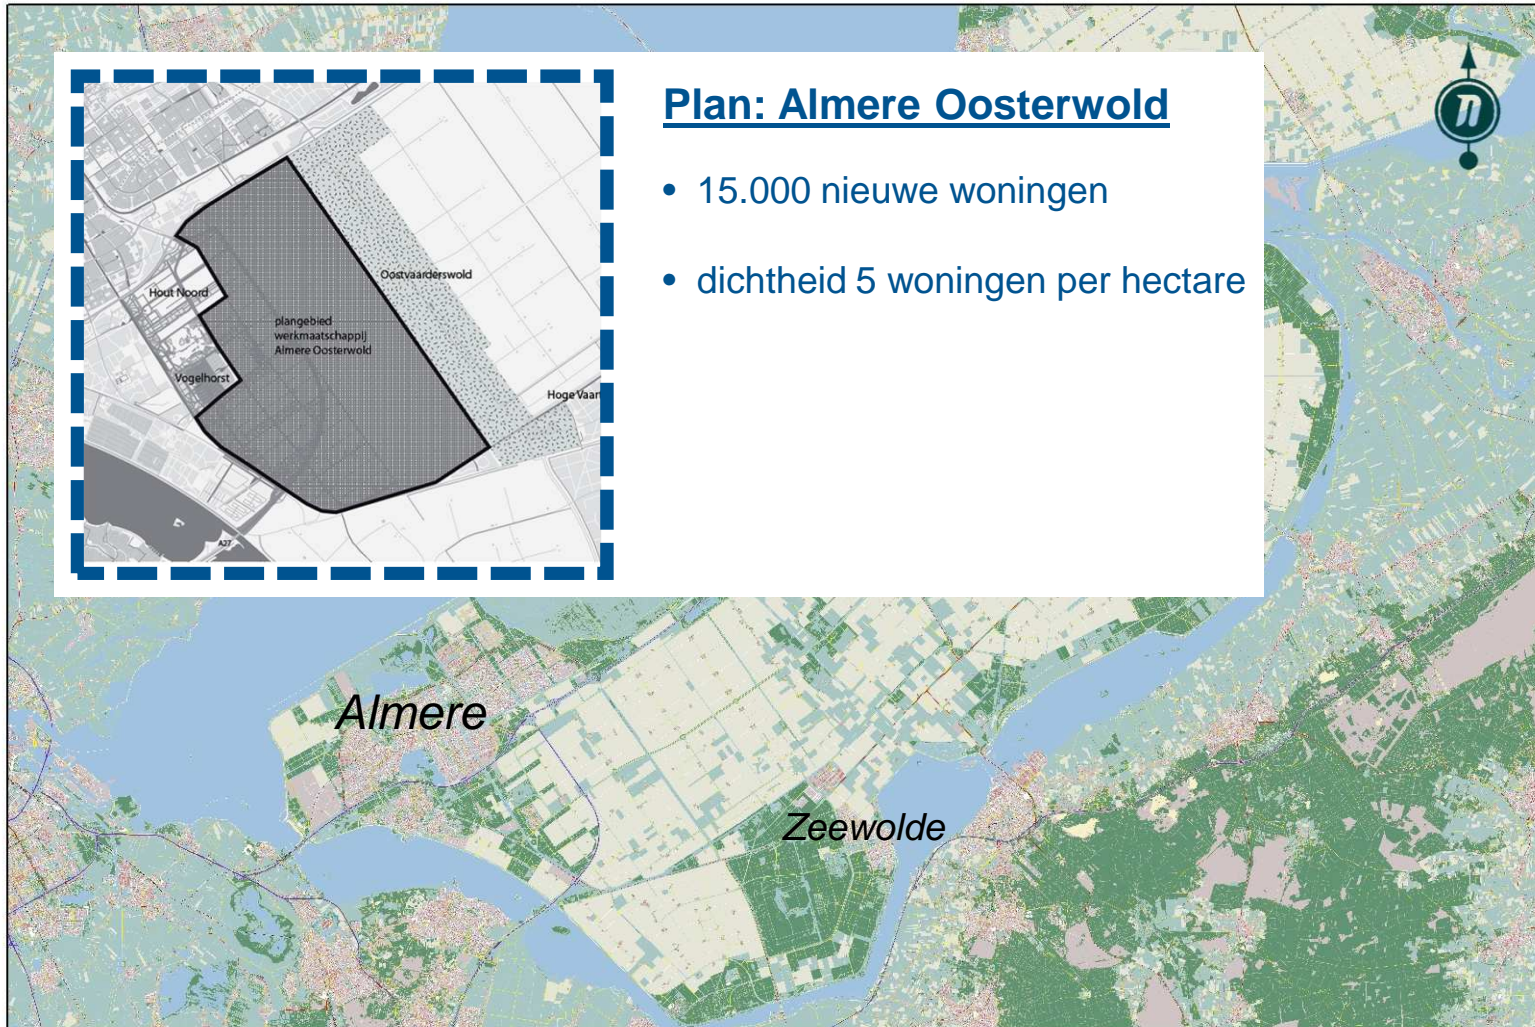 Plan: Almere Oosterwold
• 15.000 nieuwe woningen
• dichtheid 5 woningen per hectare
Oostvaarderswold
Hout Noord
plangebied
werkmaatschappij
Almere Oosterwold
Vogelhorst
Hoge Vaar
A27
n
Almere
Zeewolde